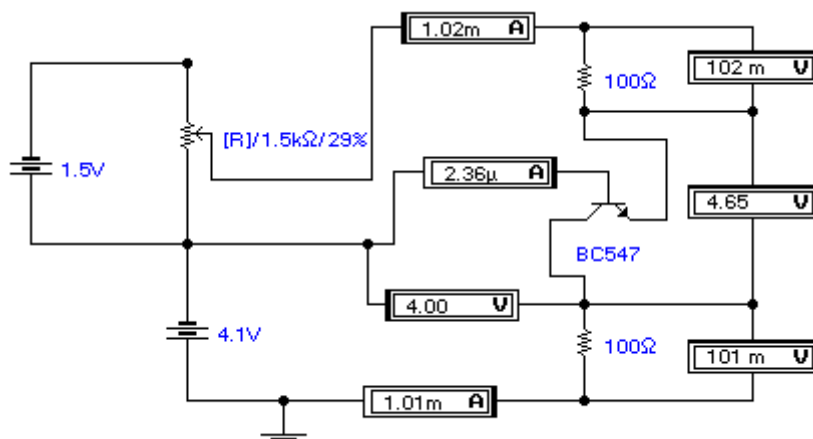 1.02m A
102 m V
100Ω
[R]/1.5kΩ/29%
1.5V
2.36µ A
4.65 V
BC547
4.00 V
4.1V
100Ω
101 m V
1.01m A